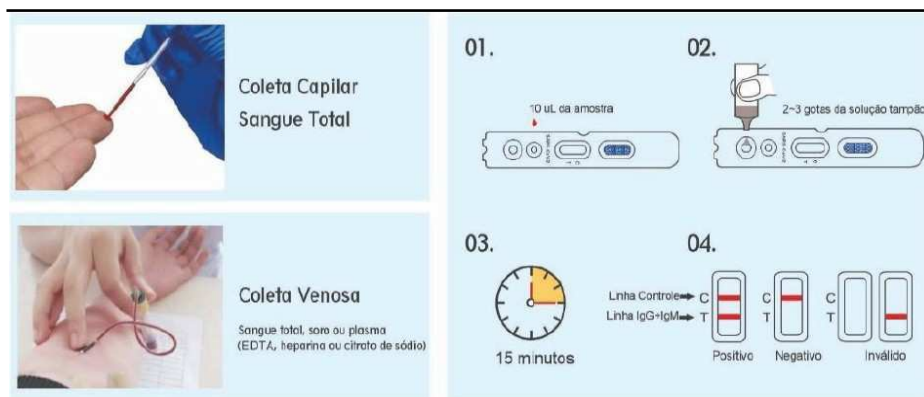 Coleta Capilar
Sangue Total
Coleta Venosa
Sangue total, soro ou plasma
(EDTA, heparina ou citrato de sódio)
01.
10 uL da amostra
02.
2~3 gotas da solução tampão
03.
15 minutos
04.
Linha Controle
C
Linha IgG+IgM
T
C
T
C
T
Positivo
Negativo
Inválido